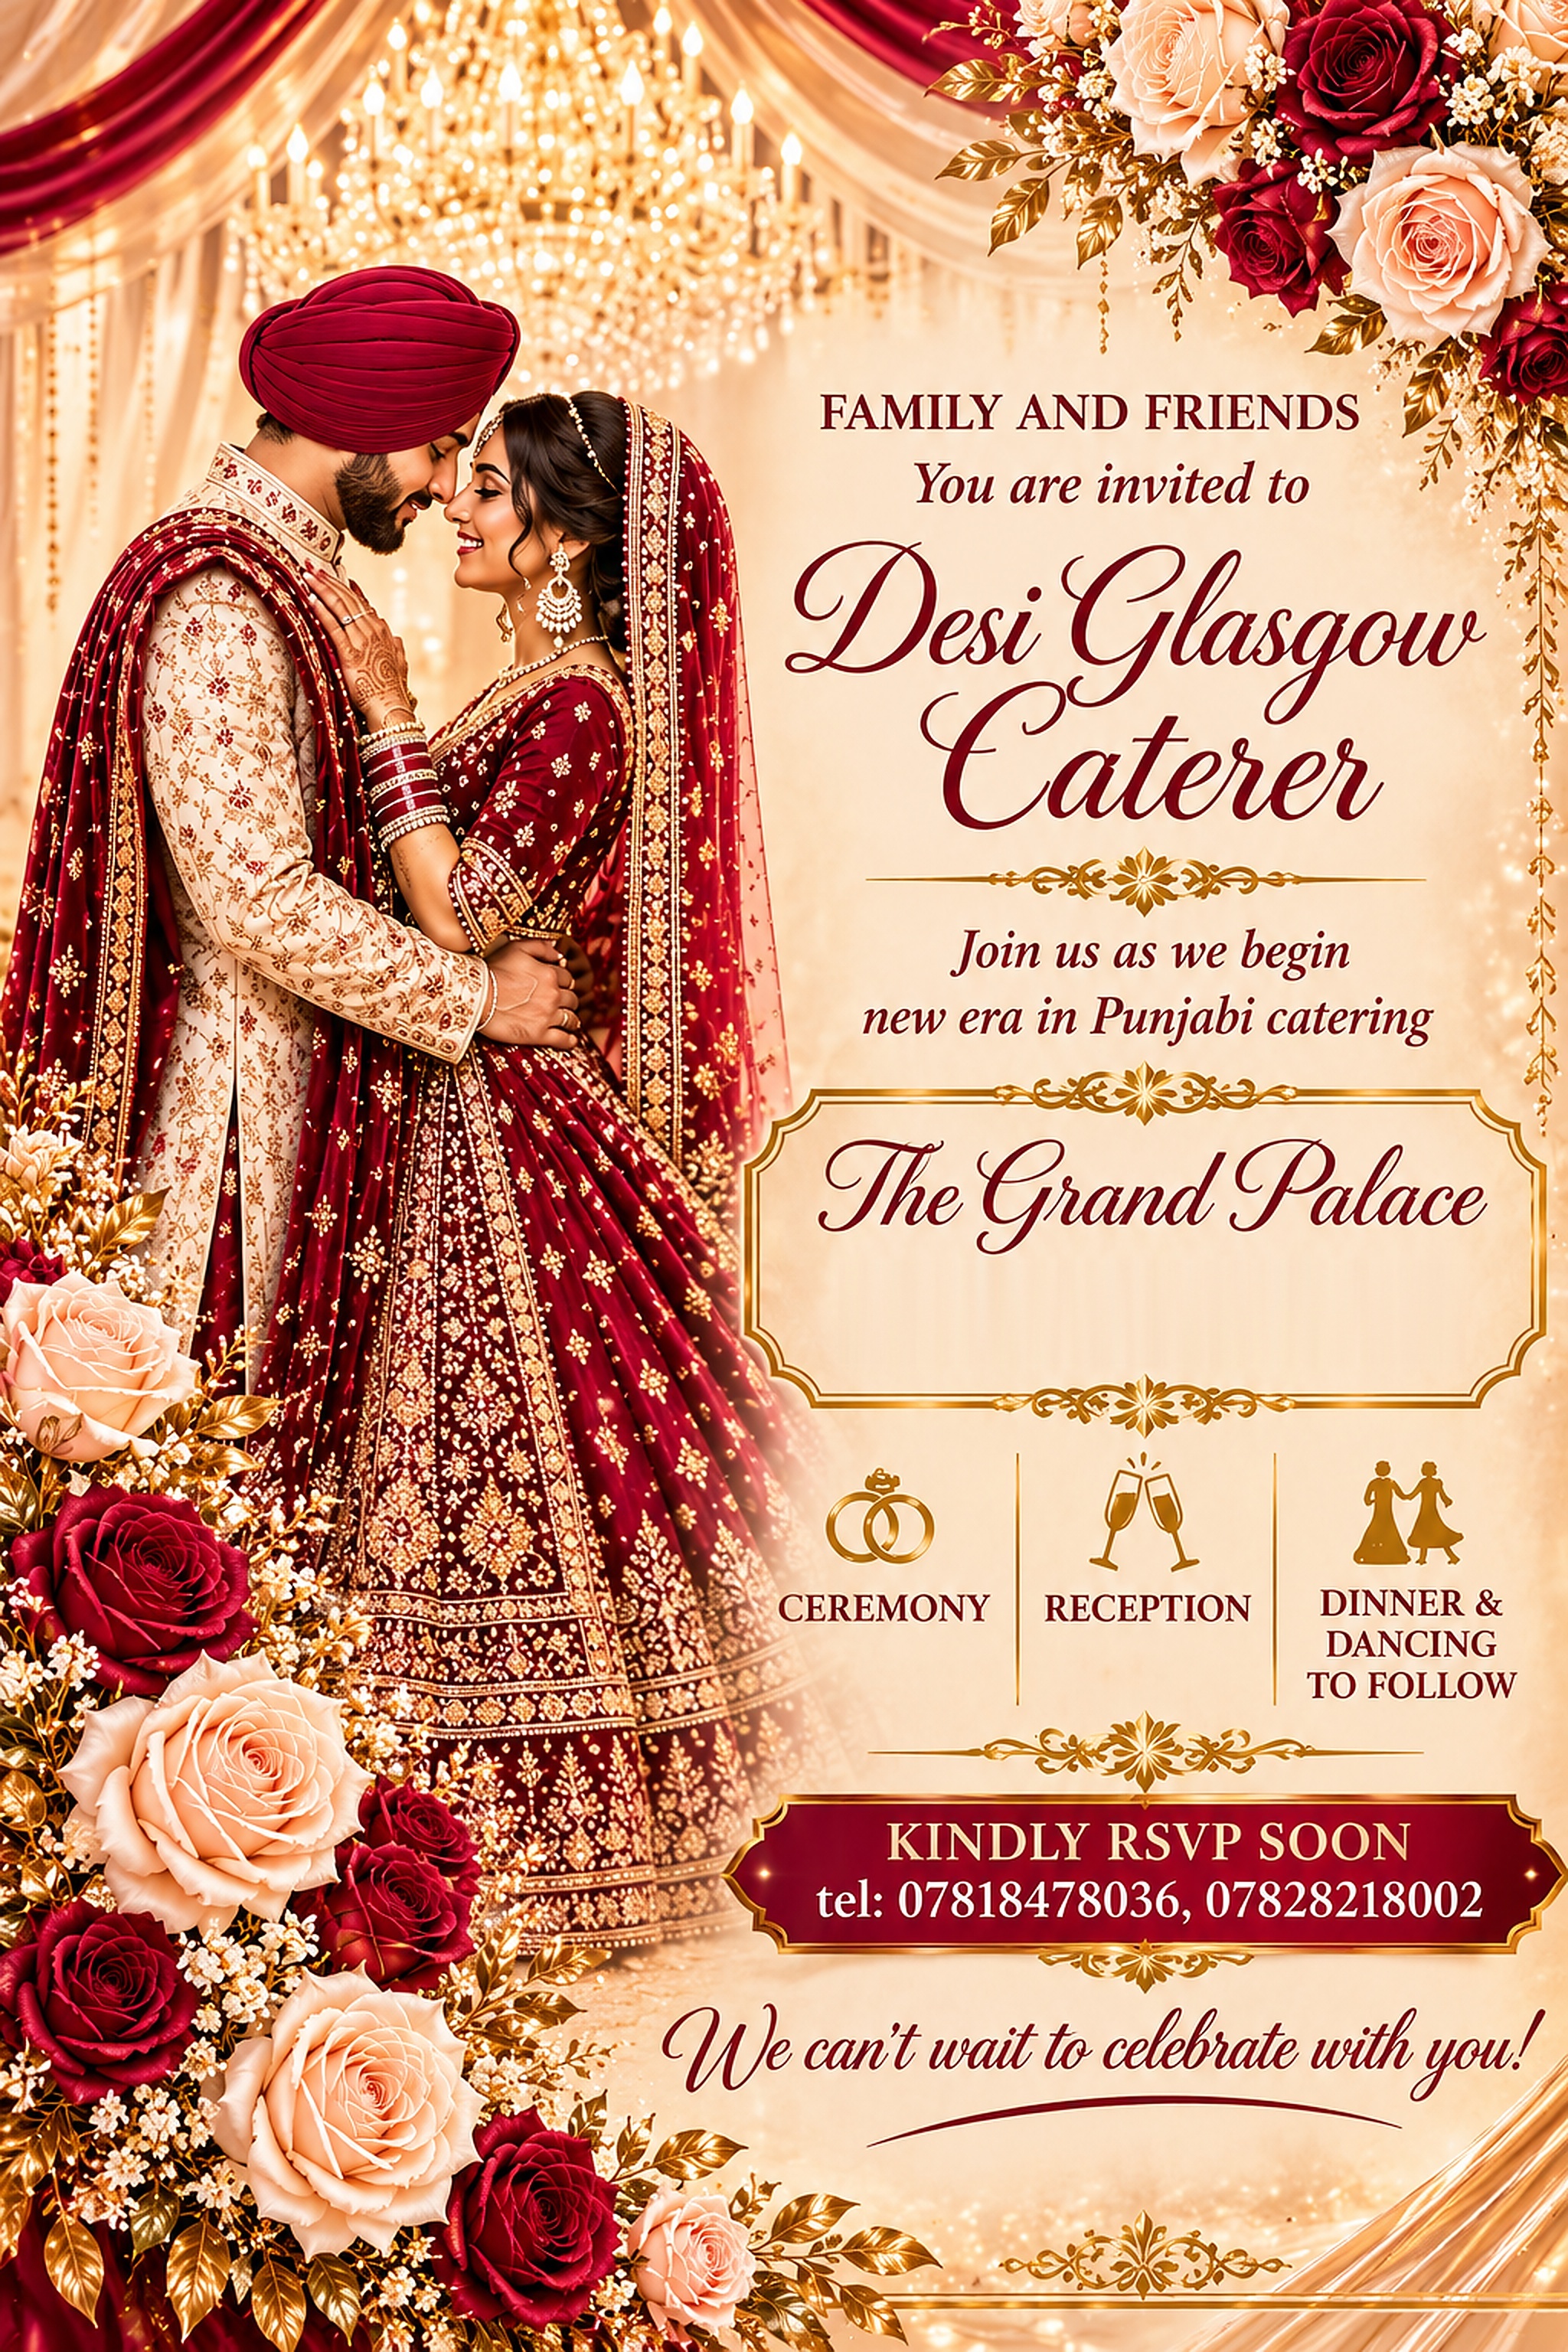 FAMILY AND FRIENDS
You are invited to
Desi Glasgow
Caterer
Join us as we begin
new era in Punjabi catering
The Grand Palace
CEREMONY
RECEPTION
DINNER &
DANCING
TO FOLLOW
KINDLY RSVP SOON
tel: 07818478036, 07828218002
We can't wait to celebrate with you!